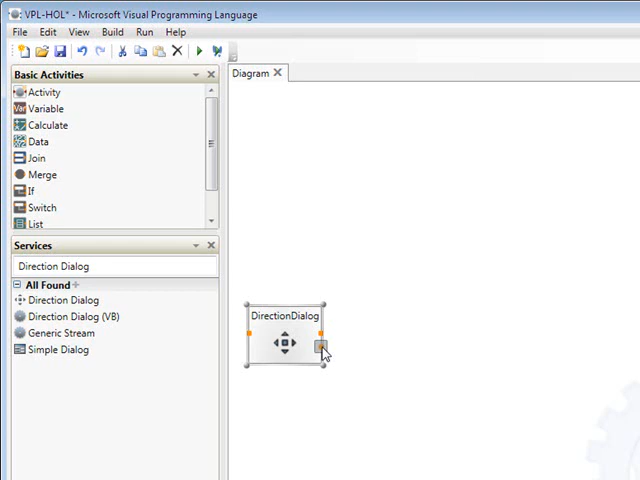 VPL-HOL* - Microsoft Visual Programming Language
File Edit View Build Run Help
Basic Activities
Diagram
Activity
Var Variable
Calculate
Data
Join
Merge
If
Switch
List
Services
Direction Dialog
All Found
Direction Dialog
Direction Dialog (VB)
Generic Stream
Simple Dialog
DirectionDialog